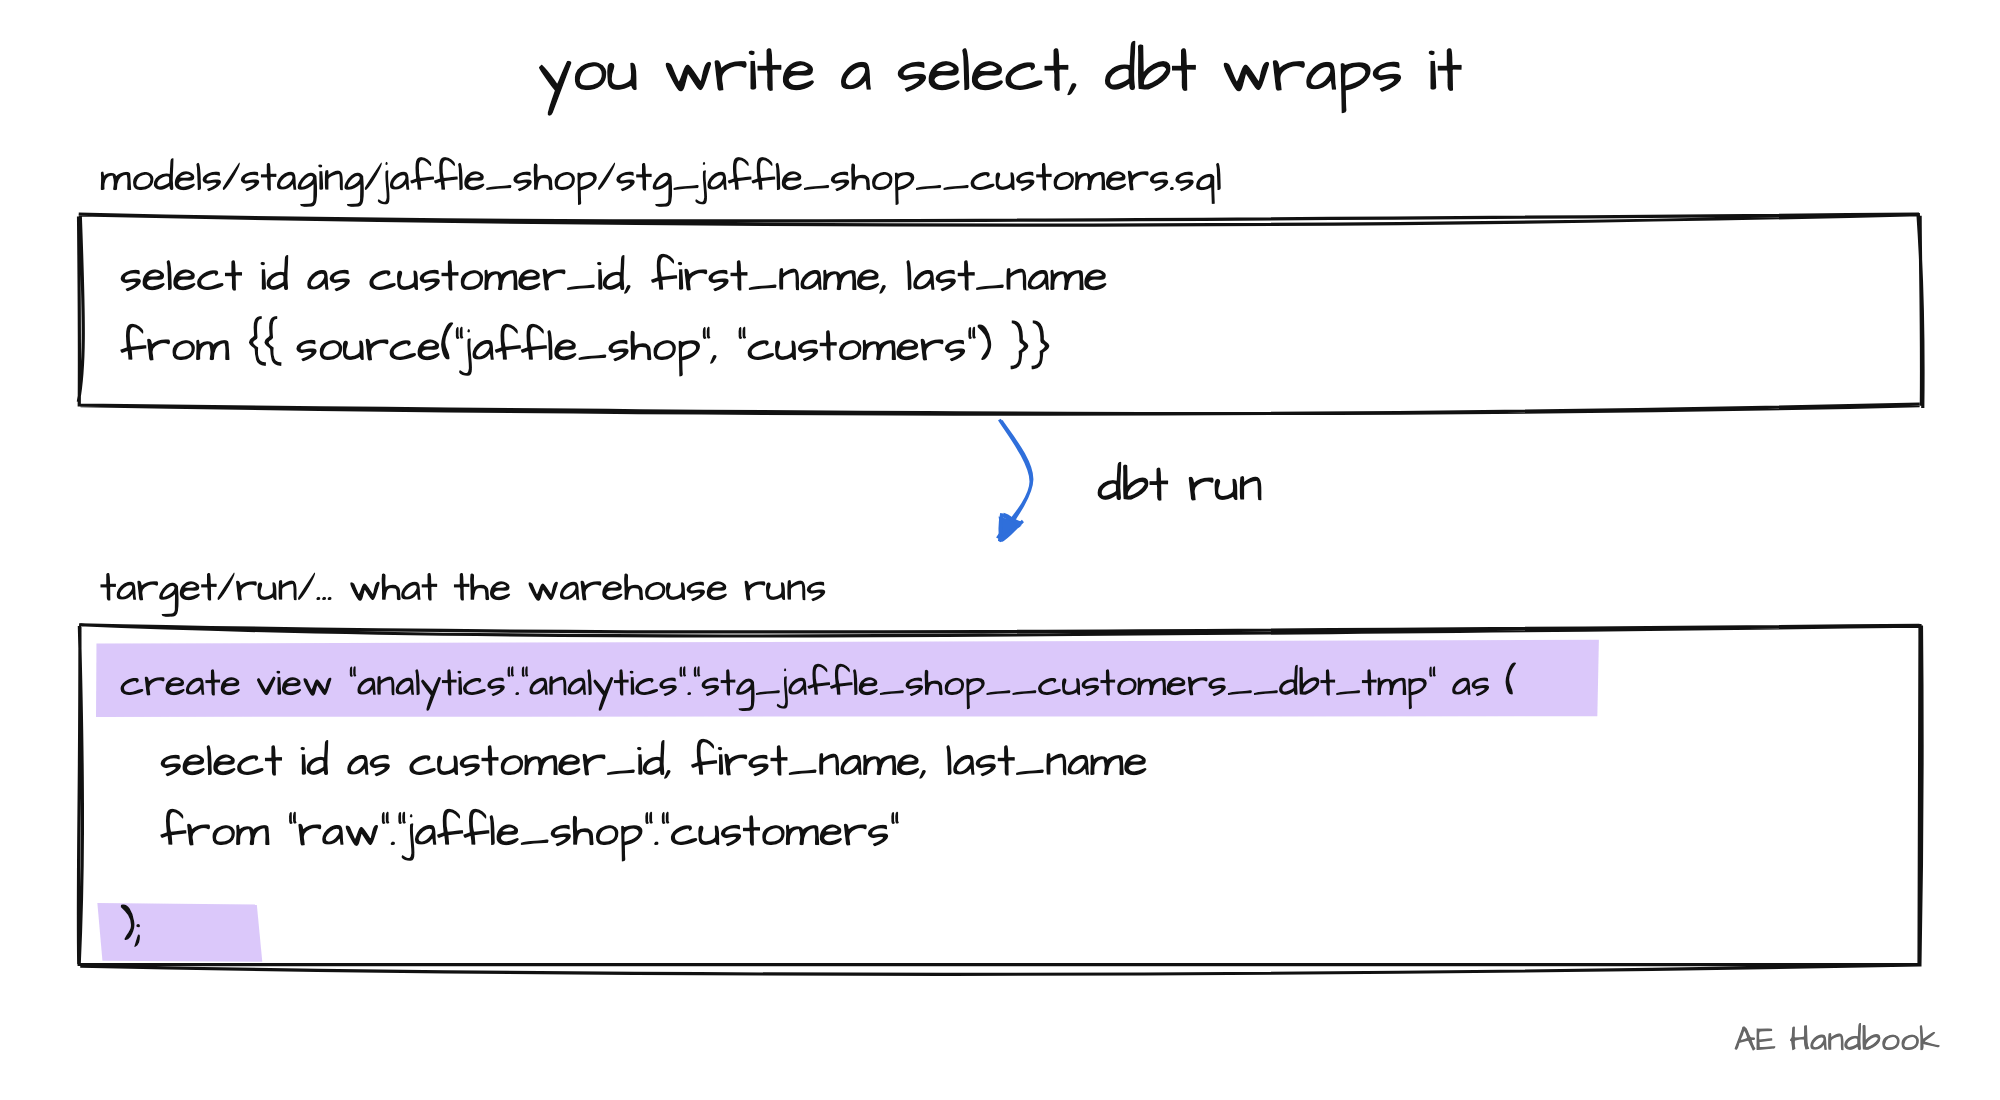 you write a select, dbt wraps it
models/staging/jaffle_shop/stg_jaffle_shop__customers.sql
select id as customer_id, first_name, last_name
from {{ source("jaffle_shop", "customers") }}
dbt run
target/run/... what the warehouse runs
create view "analytics"."analytics"."stg_jaffle_shop__customers__dbt_tmp" as (
select id as customer_id, first_name, last_name
from "raw"."jaffle_shop"."customers"
);
AE Handbook